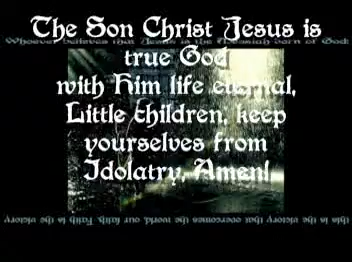 The Son Christ Jesus is
Whoever believes that Jesus is the Messiah born of God
true God
with Him life eternal,
Little Children, keep
yourselves from
Idolatry, Amen!
this is the victory that overcomes the world, our faith. Faith is the victory